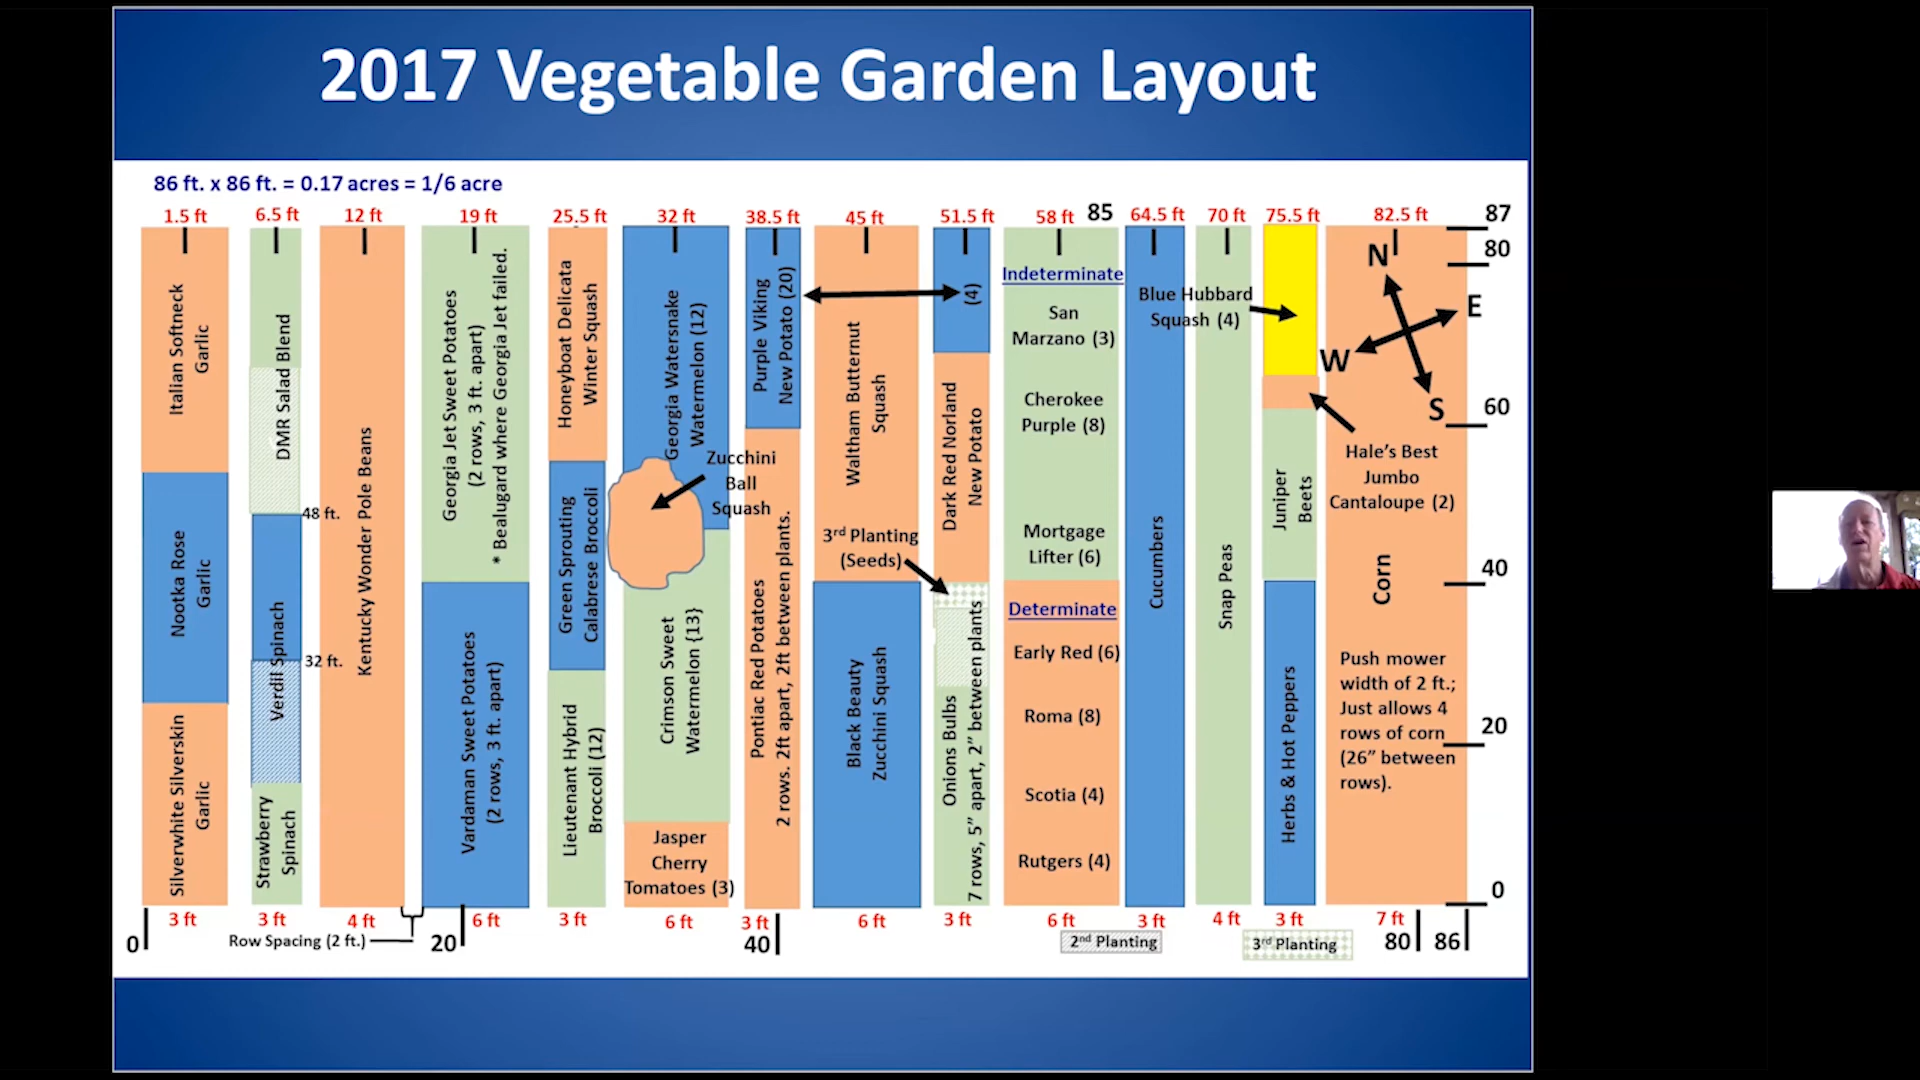 2017 Vegetable Garden Layout
86 ft. x 86 ft. = 0.17 acres = 1/6 acre
1.5 ft
6.5 ft
12 ft
19 ft
25.5 ft
32 ft
38.5 ft
45 ft
51.5 ft
58 ft
85
64.5 ft
70 ft
75.5 ft
82.5 ft
87
80
60
40
20
0
Italian Softneck
Garlic
Nootka Rose
Garlic
Silverwhite Silverskin
Garlic
DMR Salad Blend
48 ft.
Verdil Spinach
32 ft.
Strawberry
Spinach
Kentucky Wonder Pole Beans
Georgia Jet Sweet Potatoes
(2 rows, 3 ft. apart)
* Bealugard where Georgia Jet failed.
Vardaman Sweet Potatoes
(2 rows, 3 ft. apart)
Honeyboat Delicata
Winter Squash
Green Sprouting
Calabrese Broccoli
Lieutenant Hybrid
Broccoli (12)
Georgia Watersnake
Watermelon (12)
Zucchini
Ball
Squash
Crimson Sweet
Watermelon {13}
Jasper
Cherry
Tomatoes (3)
Purple Viking
New Potato (20)
Pontiac Red Potatoes
2 rows. 2ft apart, 2ft between plants.
Waltham Butternut
Squash
3rd Planting
(Seeds)
Black Beauty
Zucchini Squash
(4)
Dark Red Norland
New Potato
Onions Bulbs
7 rows, 5” apart, 2” between plants
Indeterminate
San
Marzano (3)
Cherokee
Purple (8)
Mortgage
Lifter (6)
Determinate
Early Red (6)
Roma (8)
Scotia (4)
Rutgers (4)
Cucumbers
Snap Peas
Blue Hubbard
Squash (4)
Juniper
Beets
Herbs & Hot Peppers
N
E
W
S
Hale’s Best
Jumbo
Cantaloupe (2)
Corn
Push mower
width of 2 ft.;
Just allows 4
rows of corn
(26” between
rows).
3 ft
3 ft
4 ft
6 ft
3 ft
6 ft
3 ft
6 ft
3 ft
6 ft
3 ft
4 ft
3 ft
7 ft
0
Row Spacing (2 ft.)
20
40
2nd Planting
3rd Planting
80
86